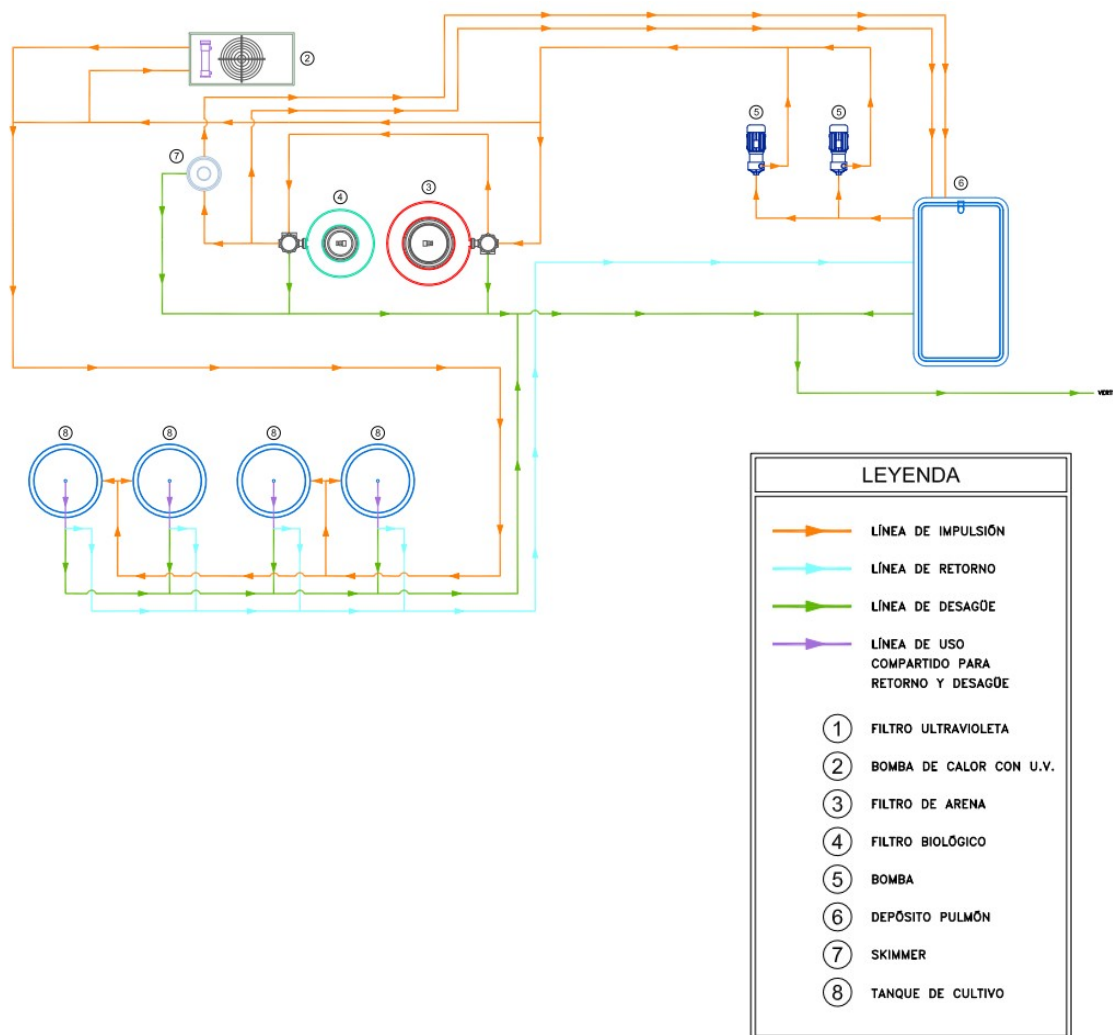 2
5
5
7
6
4
3
8
8
8
8
VERT
LEYENDA
LÍNEA DE IMPULSIÓN
LÍNEA DE RETORNO
LÍNEA DE DESAGÜE
LÍNEA DE USO
COMPARTIDO PARA
RETORNO Y DESAGÜE
1 FILTRO ULTRAVIOLETA
2 BOMBA DE CALOR CON U.V.
3 FILTRO DE ARENA
4 FILTRO BIOLÓGICO
5 BOMBA
6 DEPÓSITO PULMÓN
7 SKIMMER
8 TANQUE DE CULTIVO